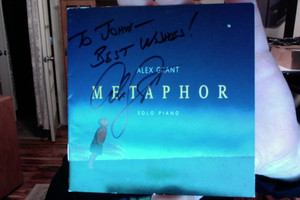 TO JOHN—
BEST WISHES!
ALEX GRANT
METAPHOR
SOLO PIANO